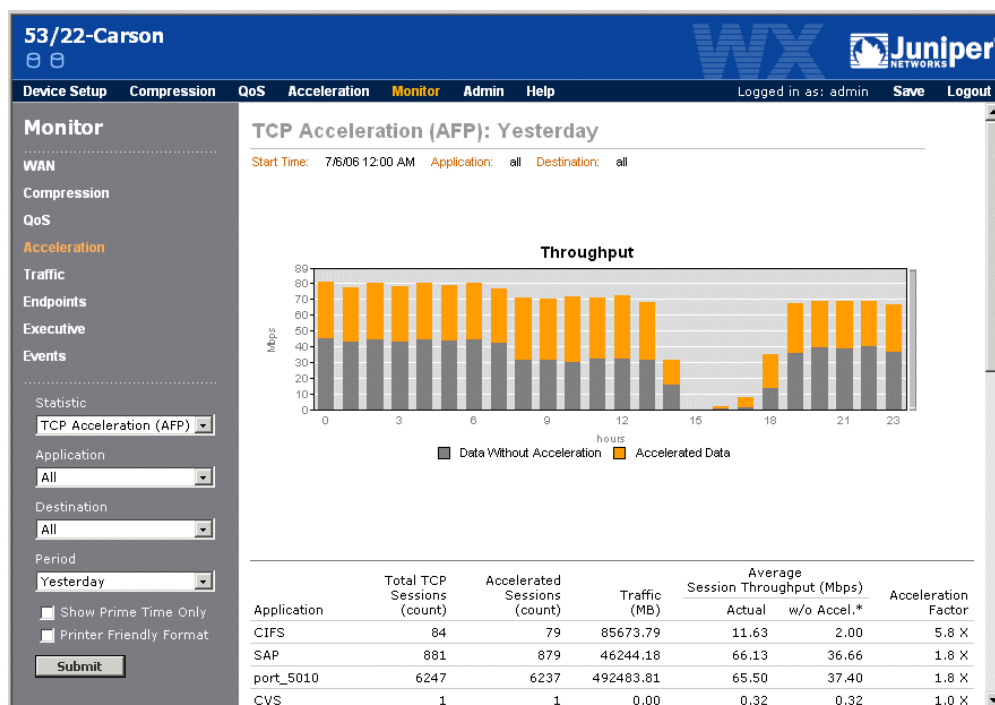 53/22-Carson
WX
Juniper
NETWORKS
Device Setup Compression QoS Acceleration Monitor Admin Help Logged in as: admin Save Logout
Monitor
WAN
Compression
QoS
Acceleration
Traffic
Endpoints
Executive
Events
Statistic
TCP Acceleration (AFP)
Application
All
Destination
All
Period
Yesterday
Show Prime Time Only
Printer Friendly Format
Submit
TCP Acceleration (AFP): Yesterday
Start Time: 7/6/06 12:00 AM Application: all Destination: all
Throughput
89
80
70
60
50
40
30
20
10
0
Mbps
0 3 6 9 12 15 18 21 23
hours
Data Without Acceleration Accelerated Data
Average
Total TCP Accelerated Session Throughput (Mbps)
Sessions Sessions Traffic Acceleration
Application (count) (count) (MB) Actual w/o Accel.* Factor
CIFS 84 79 85673.79 11.63 2.00 5.8 X
SAP 881 879 46244.18 66.13 36.66 1.8 X
port_5010 6247 6237 492483.81 65.50 37.40 1.8 X
CVS 1 1 0.00 0.32 0.32 1.0 X